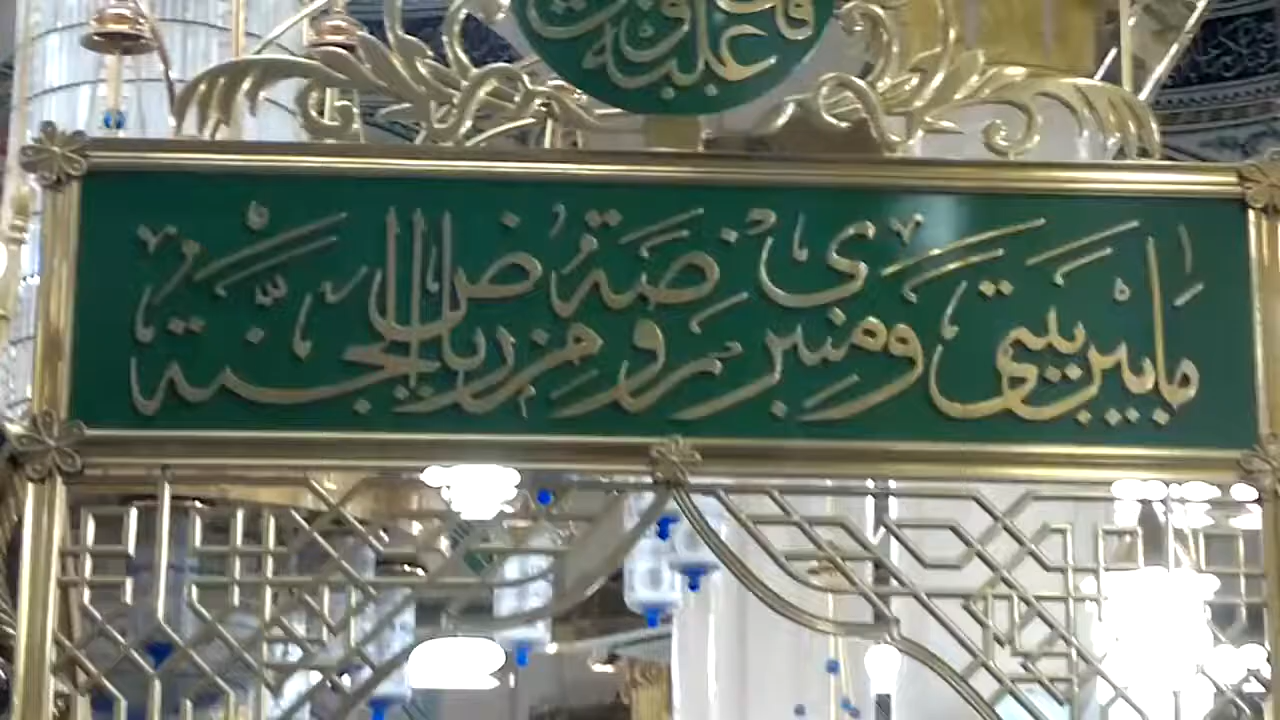 ما بين بيتي ومنبري روضة من رياض الجنة